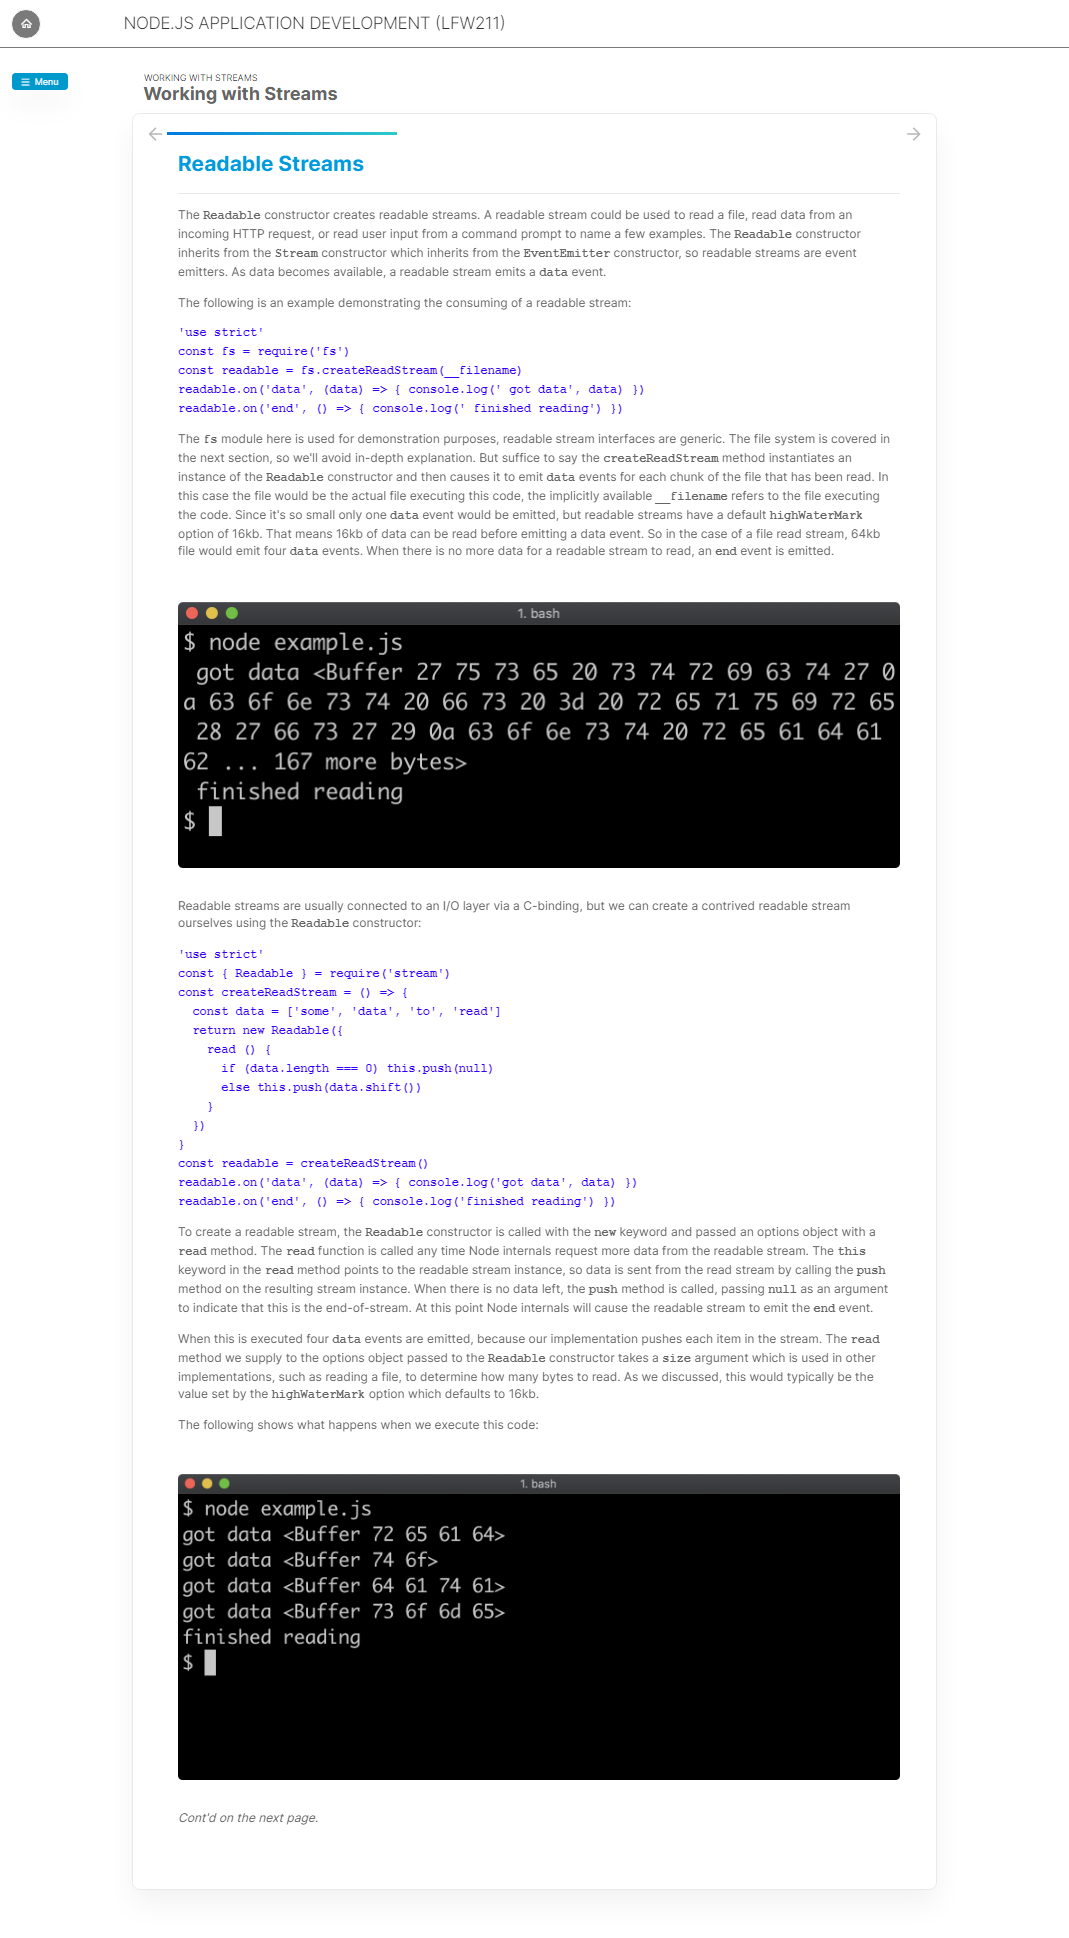 NODE.JS APPLICATION DEVELOPMENT (LFW211)
Menu
WORKING WITH STREAMS
Working with Streams
Readable Streams
The Readable constructor creates readable streams. A readable stream could be used to read a file, read data from an
incoming HTTP request, or read user input from a command prompt to name a few examples. The Readable constructor
inherits from the Stream constructor which inherits from the EventEmitter constructor, so readable streams are event
emitters. As data becomes available, a readable stream emits a data event.
The following is an example demonstrating the consuming of a readable stream:
'use strict'
const fs = require('fs')
const readable = fs.createReadStream(__filename)
readable.on('data', (data) => { console.log(' got data', data) })
readable.on('end', () => { console.log(' finished reading') })
The fs module here is used for demonstration purposes, readable stream interfaces are generic. The file system is covered in
the next section, so we'll avoid in-depth explanation. But suffice to say the createReadStream method instantiates an
instance of the Readable constructor and then causes it to emit data events for each chunk of the file that has been read. In
this case the file would be the actual file executing this code, the implicitly available __filename refers to the file executing
the code. Since it's so small only one data event would be emitted, but readable streams have a default highWaterMark
option of 16kb. That means 16kb of data can be read before emitting a data event. So in the case of a file read stream, 64kb
file would emit four data events. When there is no more data for a readable stream to read, an end event is emitted.
1. bash
$ node example.js
 got data <Buffer 27 75 73 65 20 73 74 72 69 63 74 27 0
a 63 6f 6e 73 74 20 66 73 20 3d 20 72 65 71 75 69 72 65
 28 27 66 73 27 29 0a 63 6f 6e 73 74 20 72 65 61 64 61
62 ... 167 more bytes>
 finished reading
$
Readable streams are usually connected to an I/O layer via a C-binding, but we can create a contrived readable stream
ourselves using the Readable constructor:
'use strict'
const { Readable } = require('stream')
const createReadStream = () => {
  const data = ['some', 'data', 'to', 'read']
  return new Readable({
    read () {
      if (data.length === 0) this.push(null)
      else this.push(data.shift())
    }
  })
}
const readable = createReadStream()
readable.on('data', (data) => { console.log('got data', data) })
readable.on('end', () => { console.log('finished reading') })
To create a readable stream, the Readable constructor is called with the new keyword and passed an options object with a
read method. The read function is called any time Node internals request more data from the readable stream. The this
keyword in the read method points to the readable stream instance, so data is sent from the read stream by calling the push
method on the resulting stream instance. When there is no data left, the push method is called, passing null as an argument
to indicate that this is the end-of-stream. At this point Node internals will cause the readable stream to emit the end event.
When this is executed four data events are emitted, because our implementation pushes each item in the stream. The read
method we supply to the options object passed to the Readable constructor takes a size argument which is used in other
implementations, such as reading a file, to determine how many bytes to read. As we discussed, this would typically be the
value set by the highWaterMark option which defaults to 16kb.
The following shows what happens when we execute this code:
1. bash
$ node example.js
got data <Buffer 72 65 61 64>
got data <Buffer 74 6f>
got data <Buffer 64 61 74 61>
got data <Buffer 73 6f 6d 65>
finished reading
$
Cont'd on the next page.